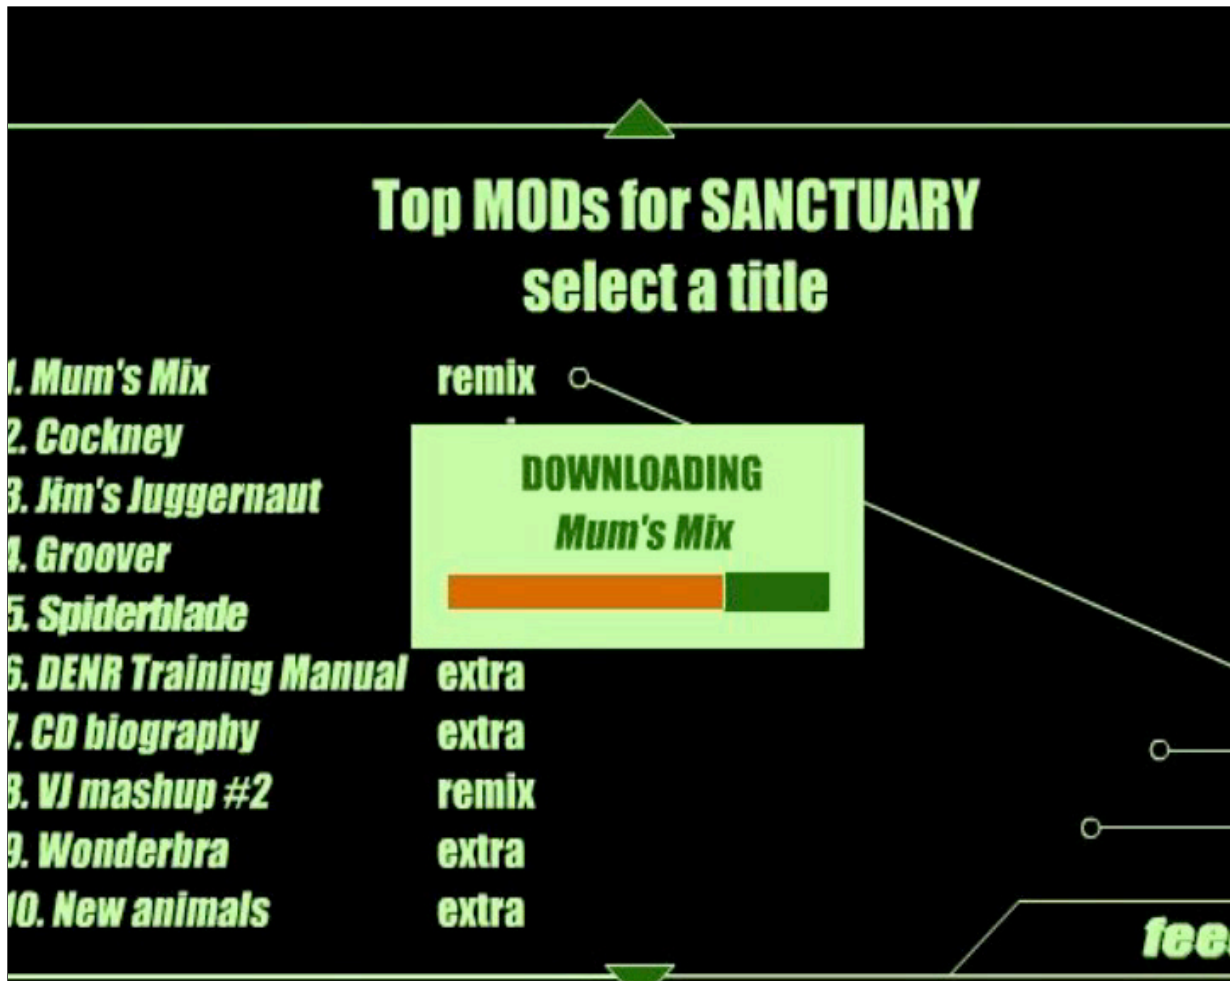 Top MODs for SANCTUARY
select a title
1. Mum's Mix remix
2. Cockney
3. Jim's Juggernaut
4. Groover
5. Spiderblade
6. DENR Training Manual extra
7. CD biography extra
8. VJ mashup #2 remix
9. Wonderbra extra
10. New animals extra
DOWNLOADING
Mum's Mix